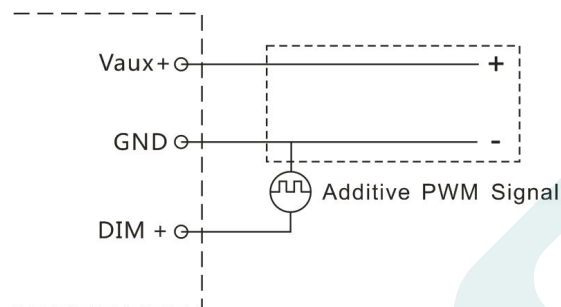 Vaux+
+
GND
-
Additive PWM Signal
DIM +